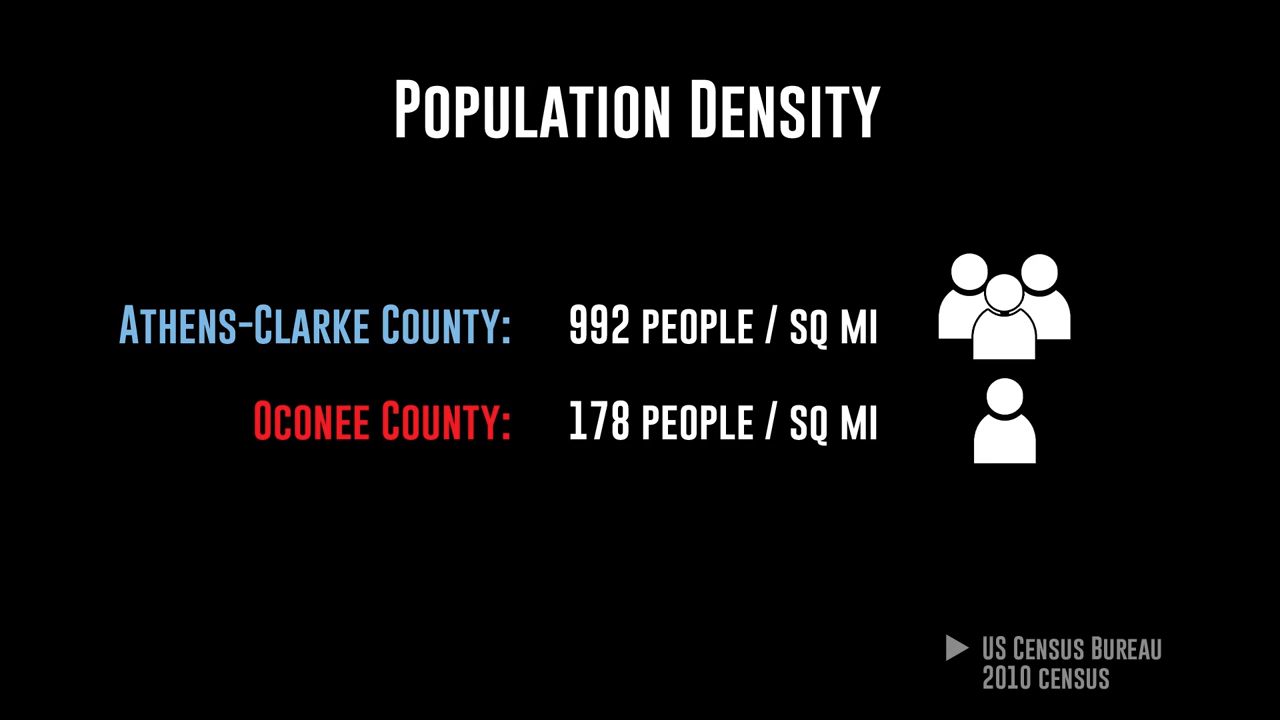 Population Density
Athens-Clarke County: 992 people / sq mi
Oconee County: 178 people / sq mi
US Census Bureau
2010 census